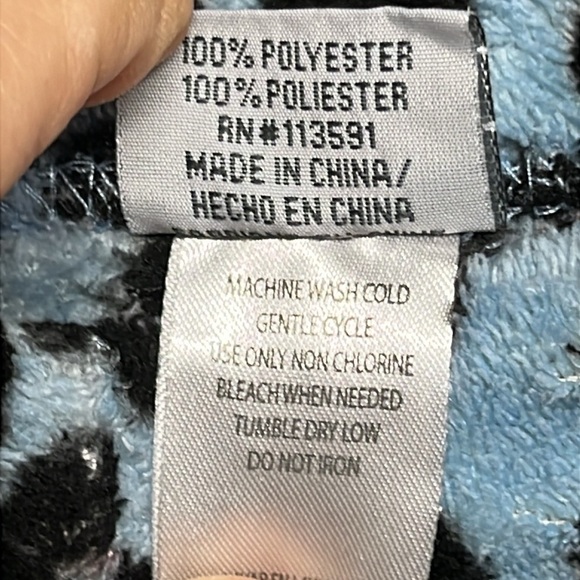 100% POLYESTER
100% POLIESTER
RN#113591
MADE IN CHINA/
HECHO EN CHINA
MACHINE WASH COLD
GENTLE CYCLE
USE ONLY NON CHLORINE
BLEACH WHEN NEEDED
TUMBLE DRY LOW
DO NOT IRON